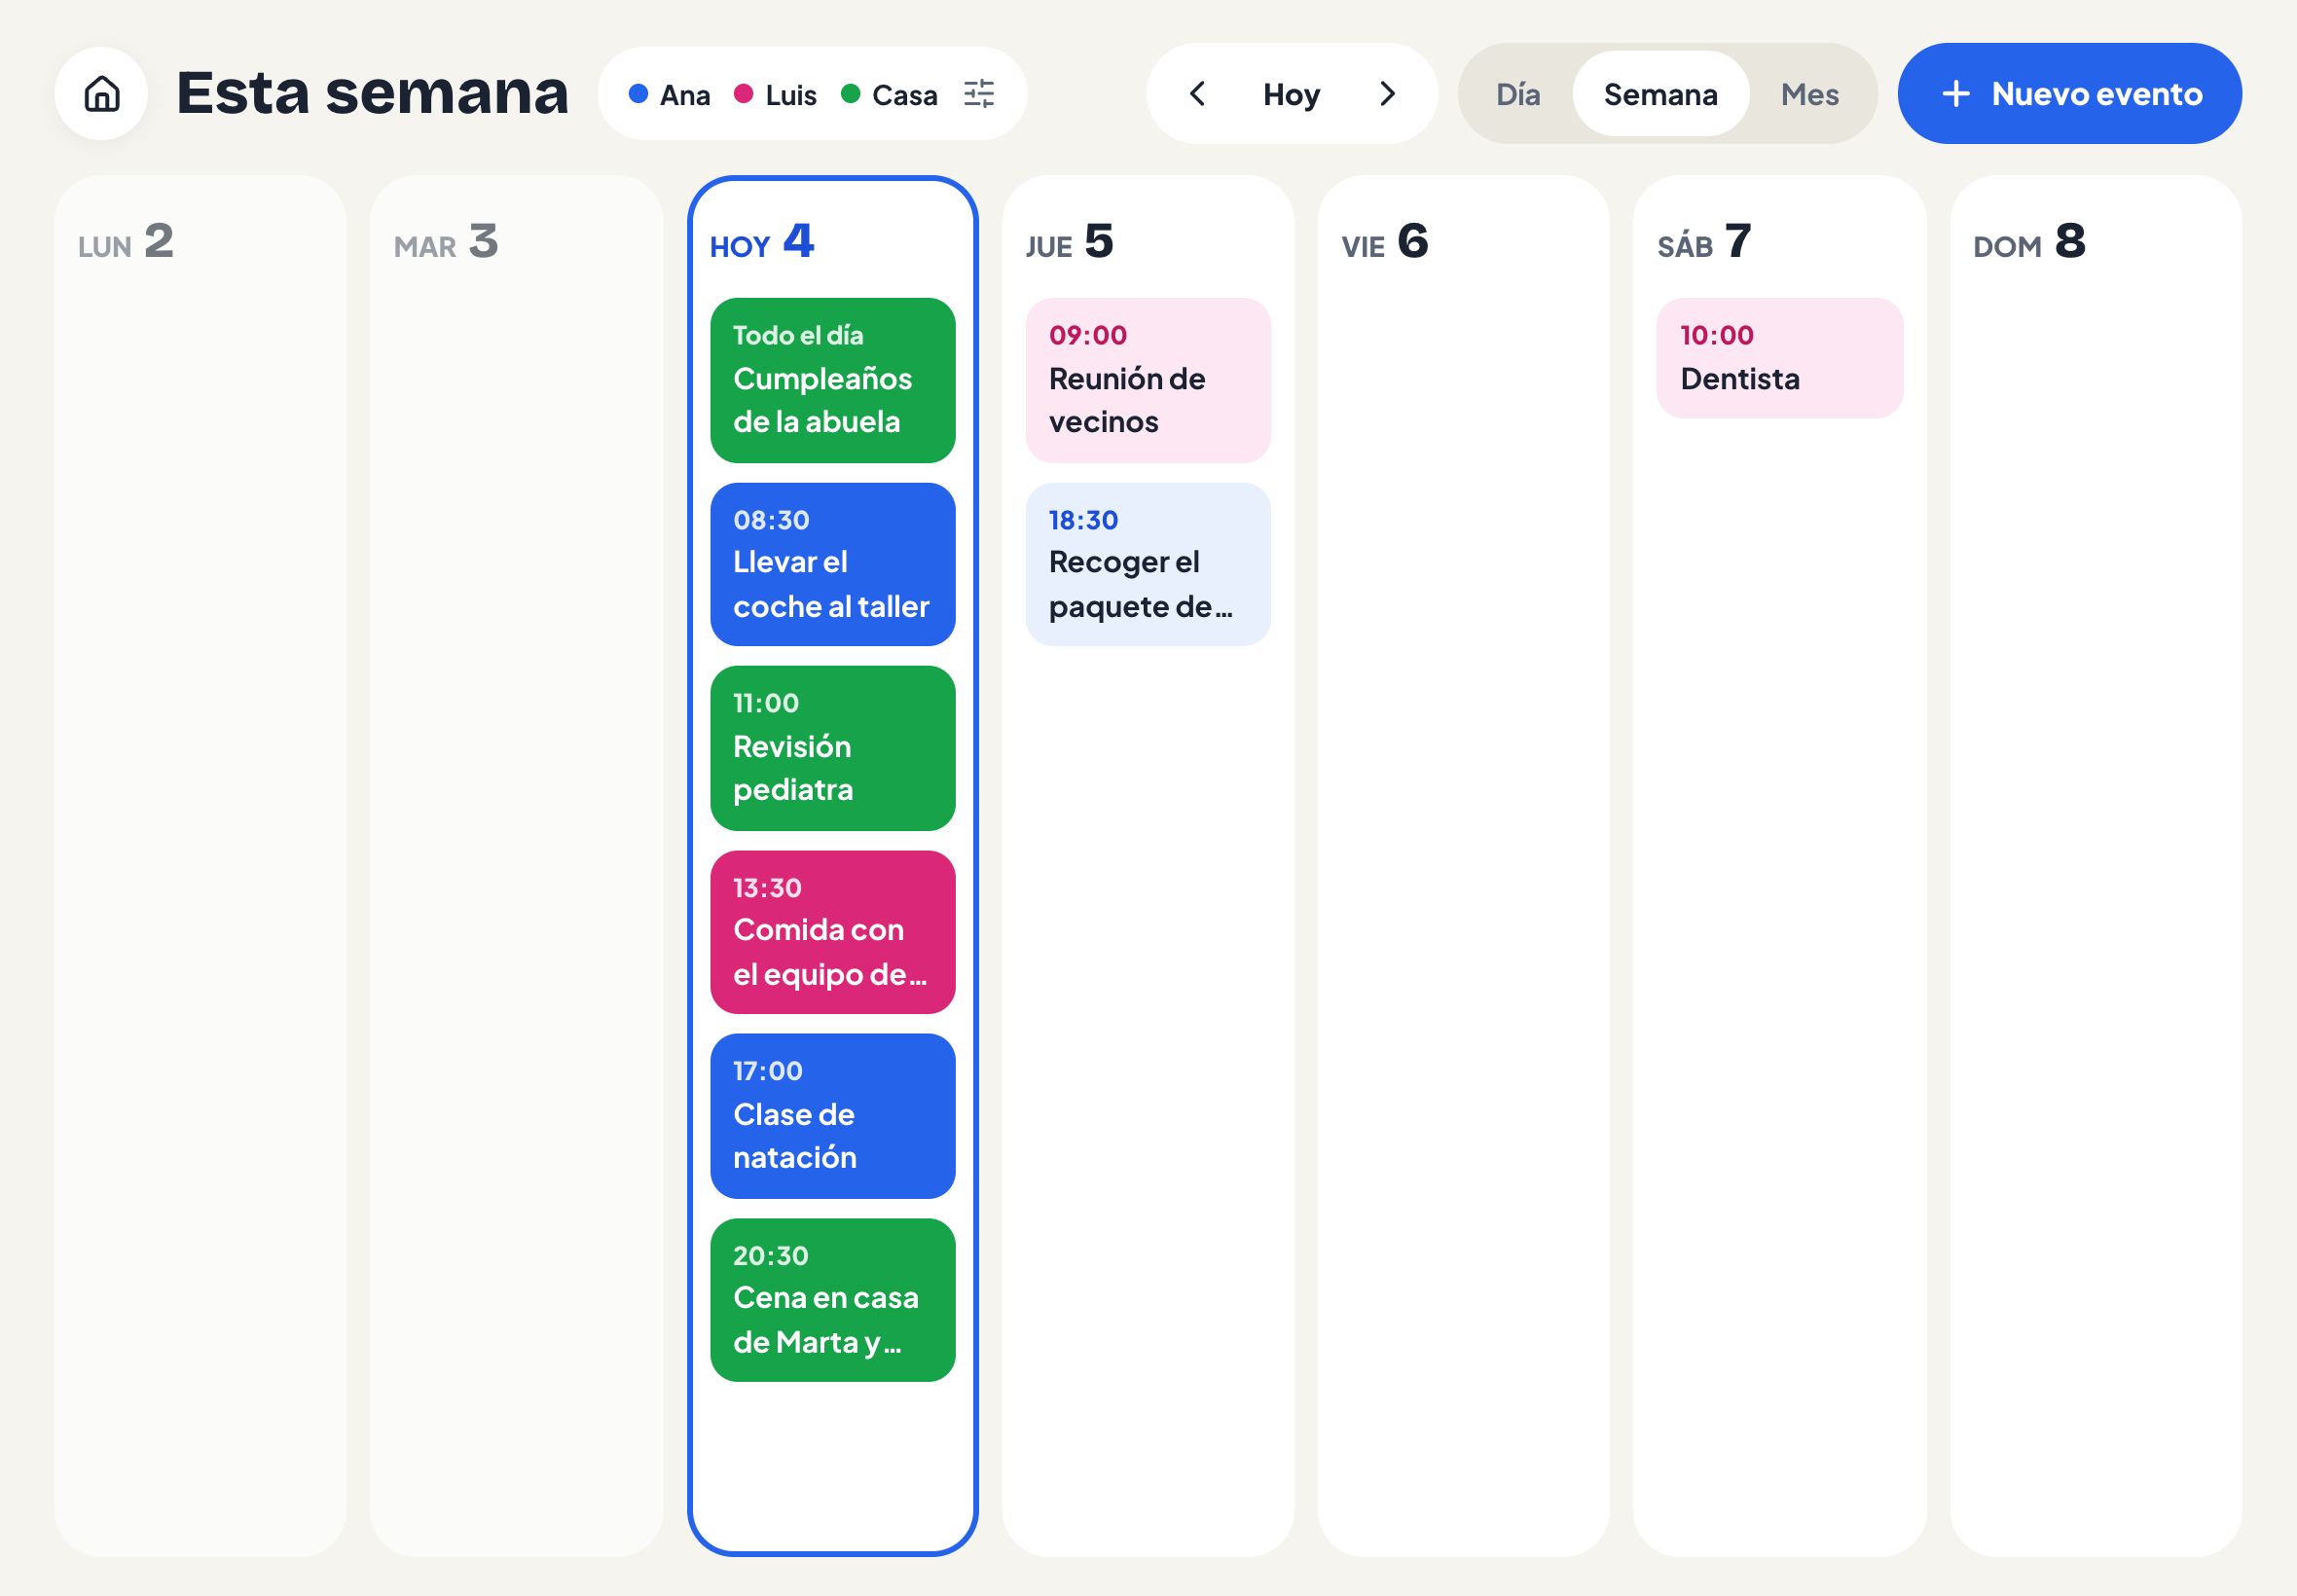 Esta semana
Ana
Luis
Casa
Hoy
Día
Semana
Mes
Nuevo evento
LUN 2
MAR 3
HOY 4
Todo el día
Cumpleaños
de la abuela
08:30
Llevar el
coche al taller
11:00
Revisión
pediatra
13:30
Comida con
el equipo de…
17:00
Clase de
natación
20:30
Cena en casa
de Marta y…
JUE 5
09:00
Reunión de
vecinos
18:30
Recoger el
paquete de…
VIE 6
SÁB 7
10:00
Dentista
DOM 8